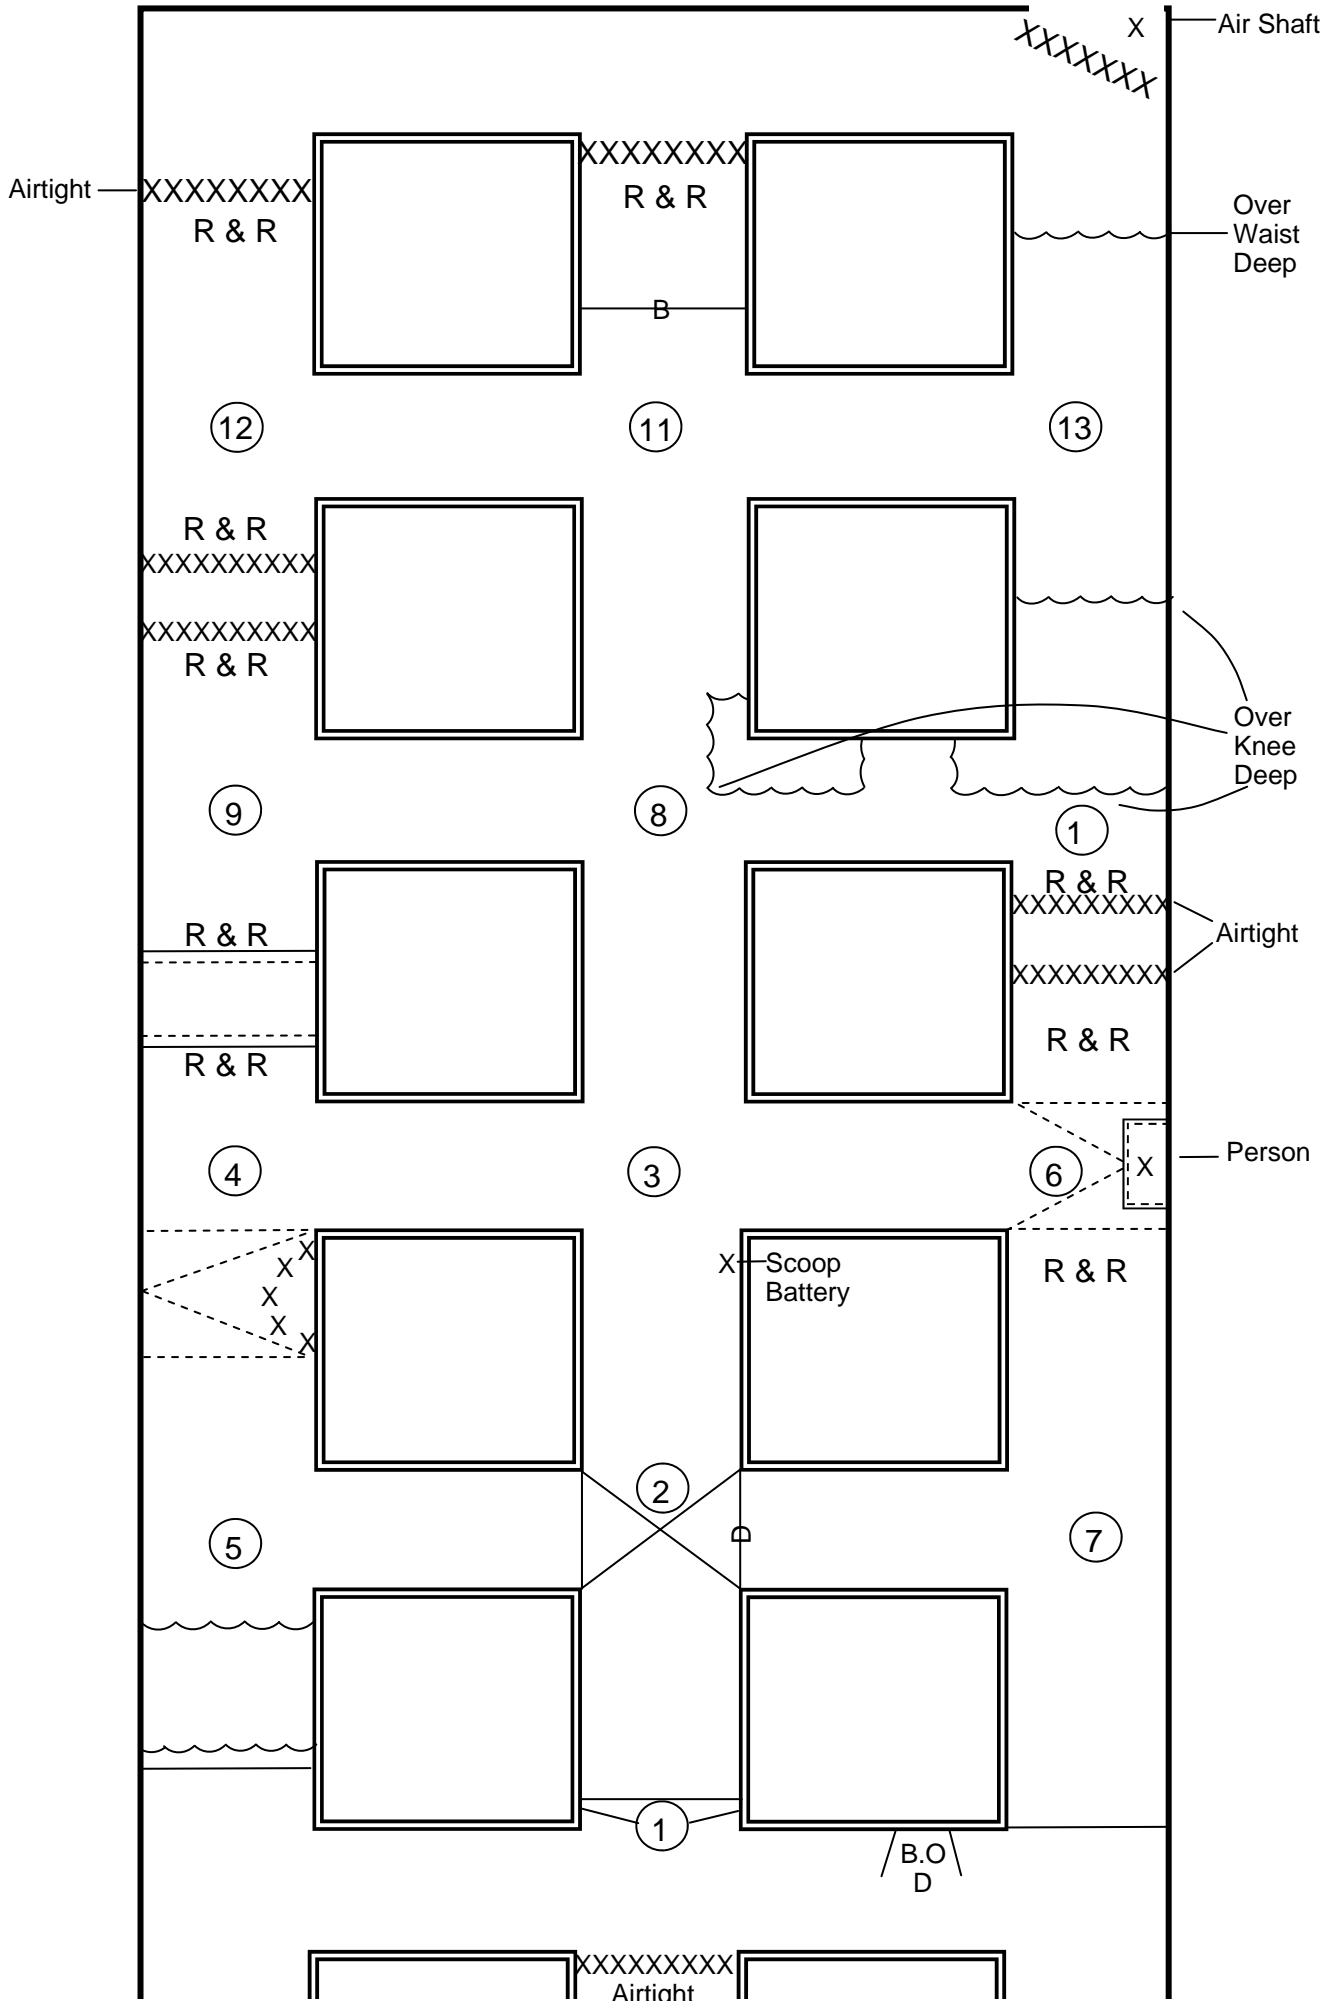 X Air Shaft
XXXXXXX
XXXXXXXX
Airtight XXXXXXXX
R & R
R & R
Over
Waist
Deep
B
12
11
13
R & R
XXXXXXXXXX
XXXXXXXXXX
R & R
Over
Knee
Deep
9
8
1
R & R
XXXXXXXXX
R & R
Airtight
XXXXXXXXX
R & R
R & R
4
3
6
X
Person
X
X
X
X
X
X Scoop
Battery
R & R
2
D
5
7
1
B.O
D
XXXXXXXXX
Airtight